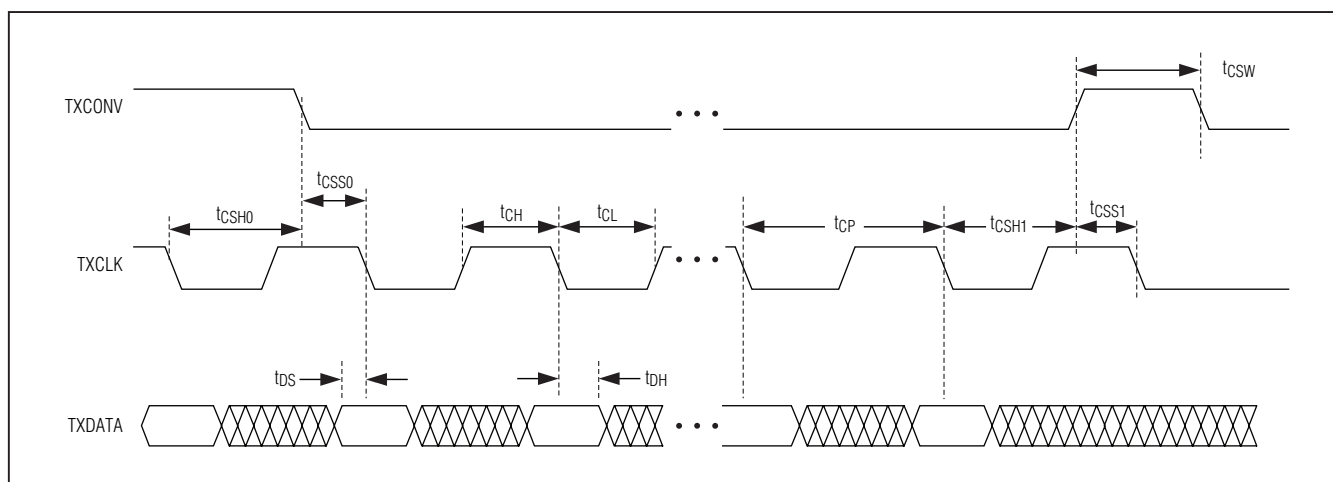 TXCONV
tCSW
tCSS0
tCSH0
tCH
tCL
tCP
tCSH1
tCSS1
TXCLK
tDS
tDH
TXDATA